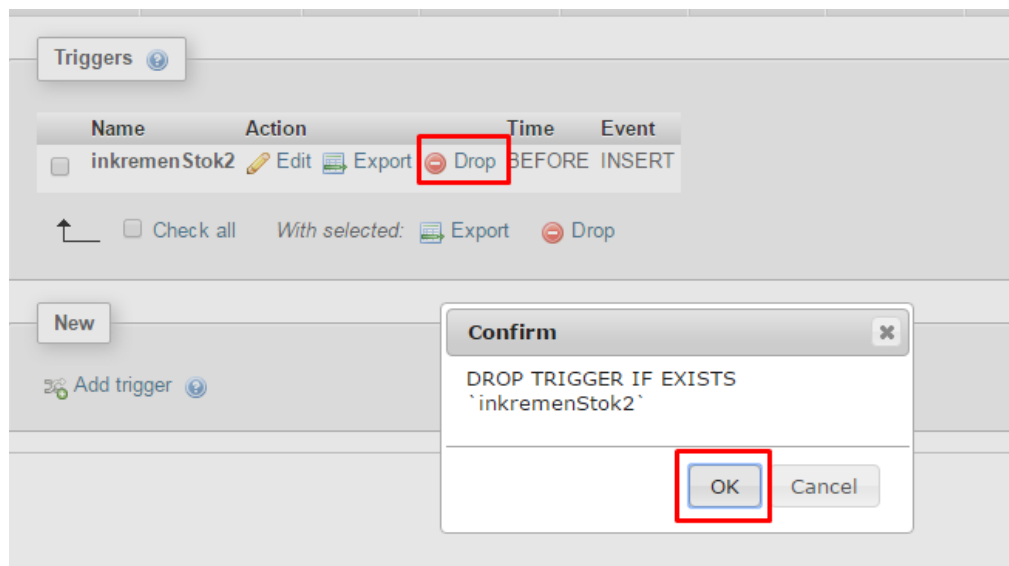 Triggers
Name Action Time Event
inkremenStok2 Edit Export Drop BEFORE INSERT
Check all With selected: Export Drop
New
Add trigger
Confirm
DROP TRIGGER IF EXISTS
`inkremenStok2`
OK Cancel